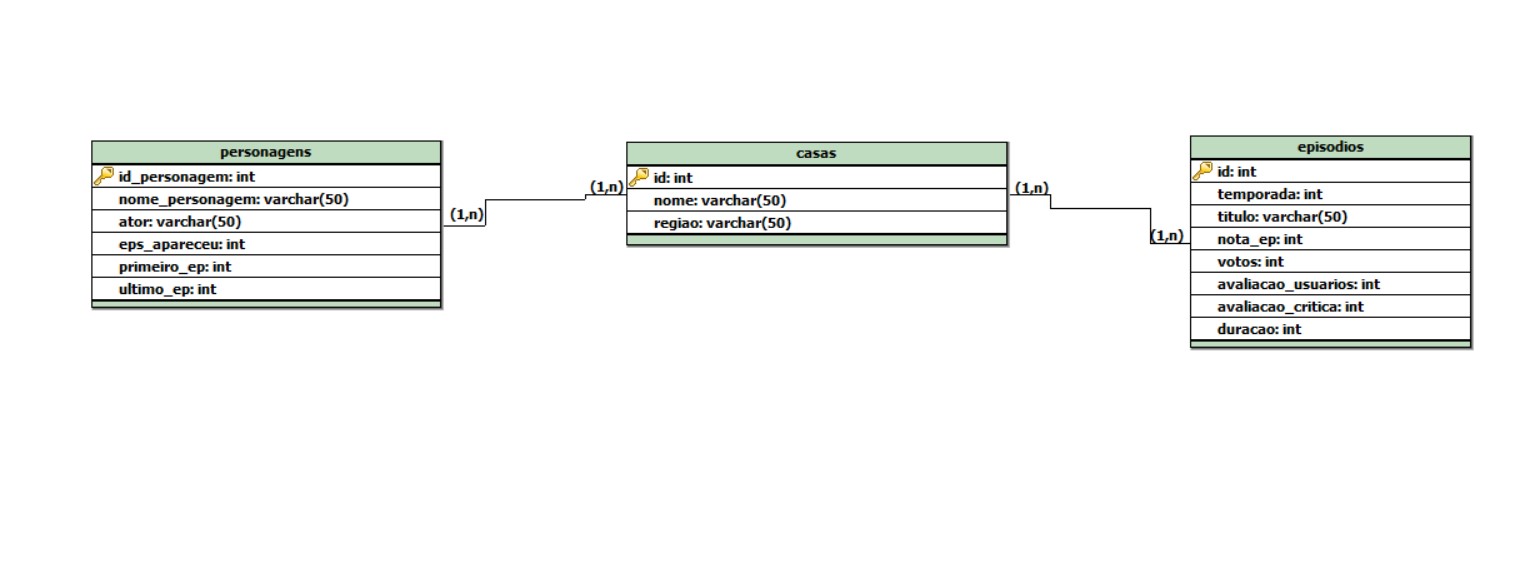 personagens
id_personagem: int
nome_personagem: varchar(50)
ator: varchar(50)
eps_apareceu: int
primeiro_ep: int
ultimo_ep: int
(1,n)
(1,n)
casas
id: int
nome: varchar(50)
regiao: varchar(50)
(1,n)
(1,n)
episodios
id: int
temporada: int
titulo: varchar(50)
nota_ep: int
votos: int
avaliacao_usuarios: int
avaliacao_critica: int
duracao: int